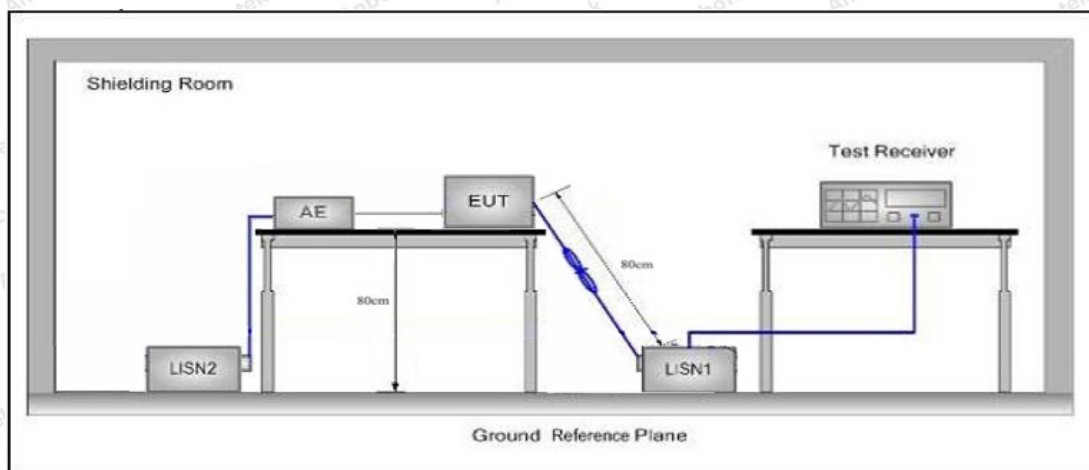 Shielding Room
Test Receiver
AE
EUT
80cm
80cm
LISN2
LISN1
Ground Reference Plane